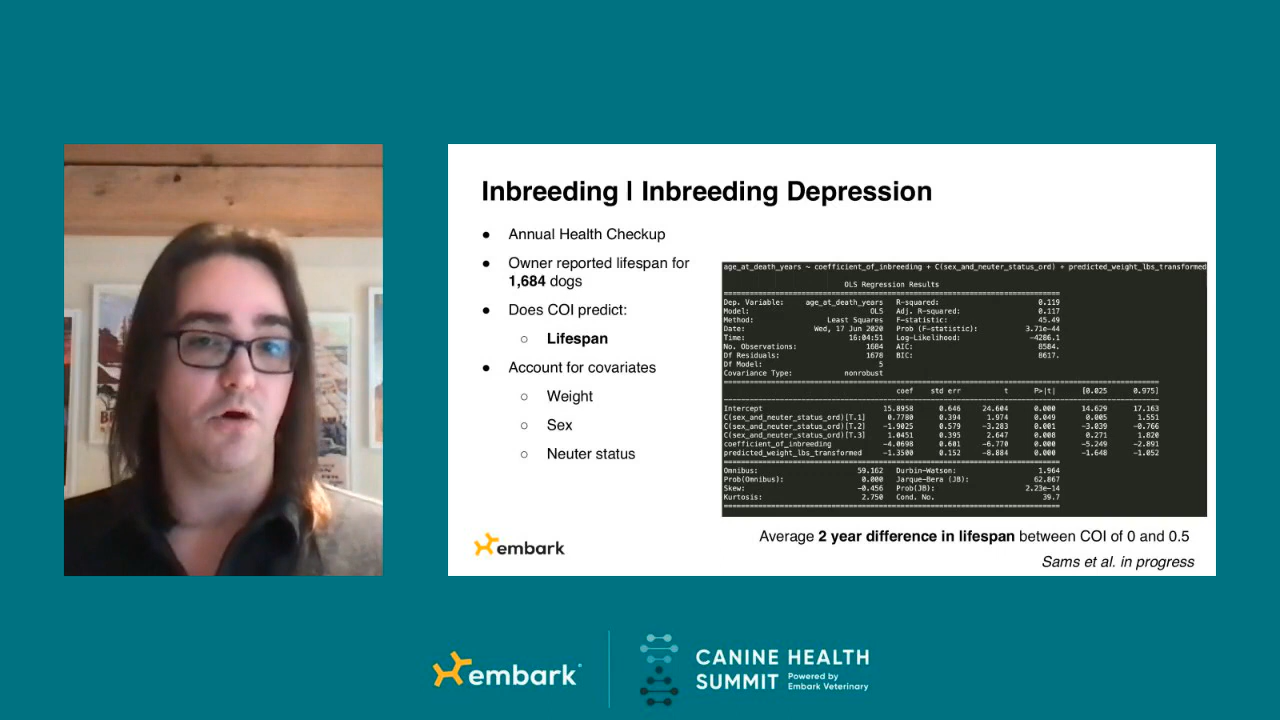 Inbreeding | Inbreeding Depression
● Annual Health Checkup
● Owner reported lifespan for
1,684 dogs
● Does COI predict:
○ Lifespan
● Account for covariates
○ Weight
○ Sex
○ Neuter status
age_at_death_years ~ coefficient_of_inbreeding + C(sex_and_neuter_status_ord) + predicted_weight_lbs_transformed
OLS Regression Results
Dep. Variable: age_at_death_years R-squared: 0.119
Model: OLS Adj. R-squared: 0.117
Method: Least Squares F-statistic: 45.49
Date: Wed, 17 Jun 2020 Prob (F-statistic): 3.71e-44
Time: 16:04:51 Log-Likelihood: -4286.1
No. Observations: 1684 AIC: 8584.
Df Residuals: 1678 BIC: 8617.
Df Model: 5
Covariance Type: nonrobust
coef std err t P>|t| [0.025 0.975]
Intercept 15.8958 0.646 24.604 0.000 14.629 17.163
C(sex_and_neuter_status_ord)[T.1] 0.7780 0.394 1.974 0.049 0.005 1.551
C(sex_and_neuter_status_ord)[T.2] -1.9025 0.579 -3.283 0.001 -3.039 -0.766
C(sex_and_neuter_status_ord)[T.3] 1.0451 0.395 2.647 0.008 0.271 1.820
coefficient_of_inbreeding -4.0698 0.601 -6.770 0.000 -5.249 -2.891
predicted_weight_lbs_transformed -1.3500 0.152 -8.884 0.000 -1.648 -1.052
Omnibus: 59.162 Durbin-Watson: 1.964
Prob(Omnibus): 0.000 Jarque-Bera (JB): 62.867
Skew: -0.456 Prob(JB): 2.23e-14
Kurtosis: 2.750 Cond. No. 39.7
Average 2 year difference in lifespan between COI of 0 and 0.5
Sams et al. in progress
embark
embark
CANINE HEALTH
SUMMIT Powered by
Embark Veterinary